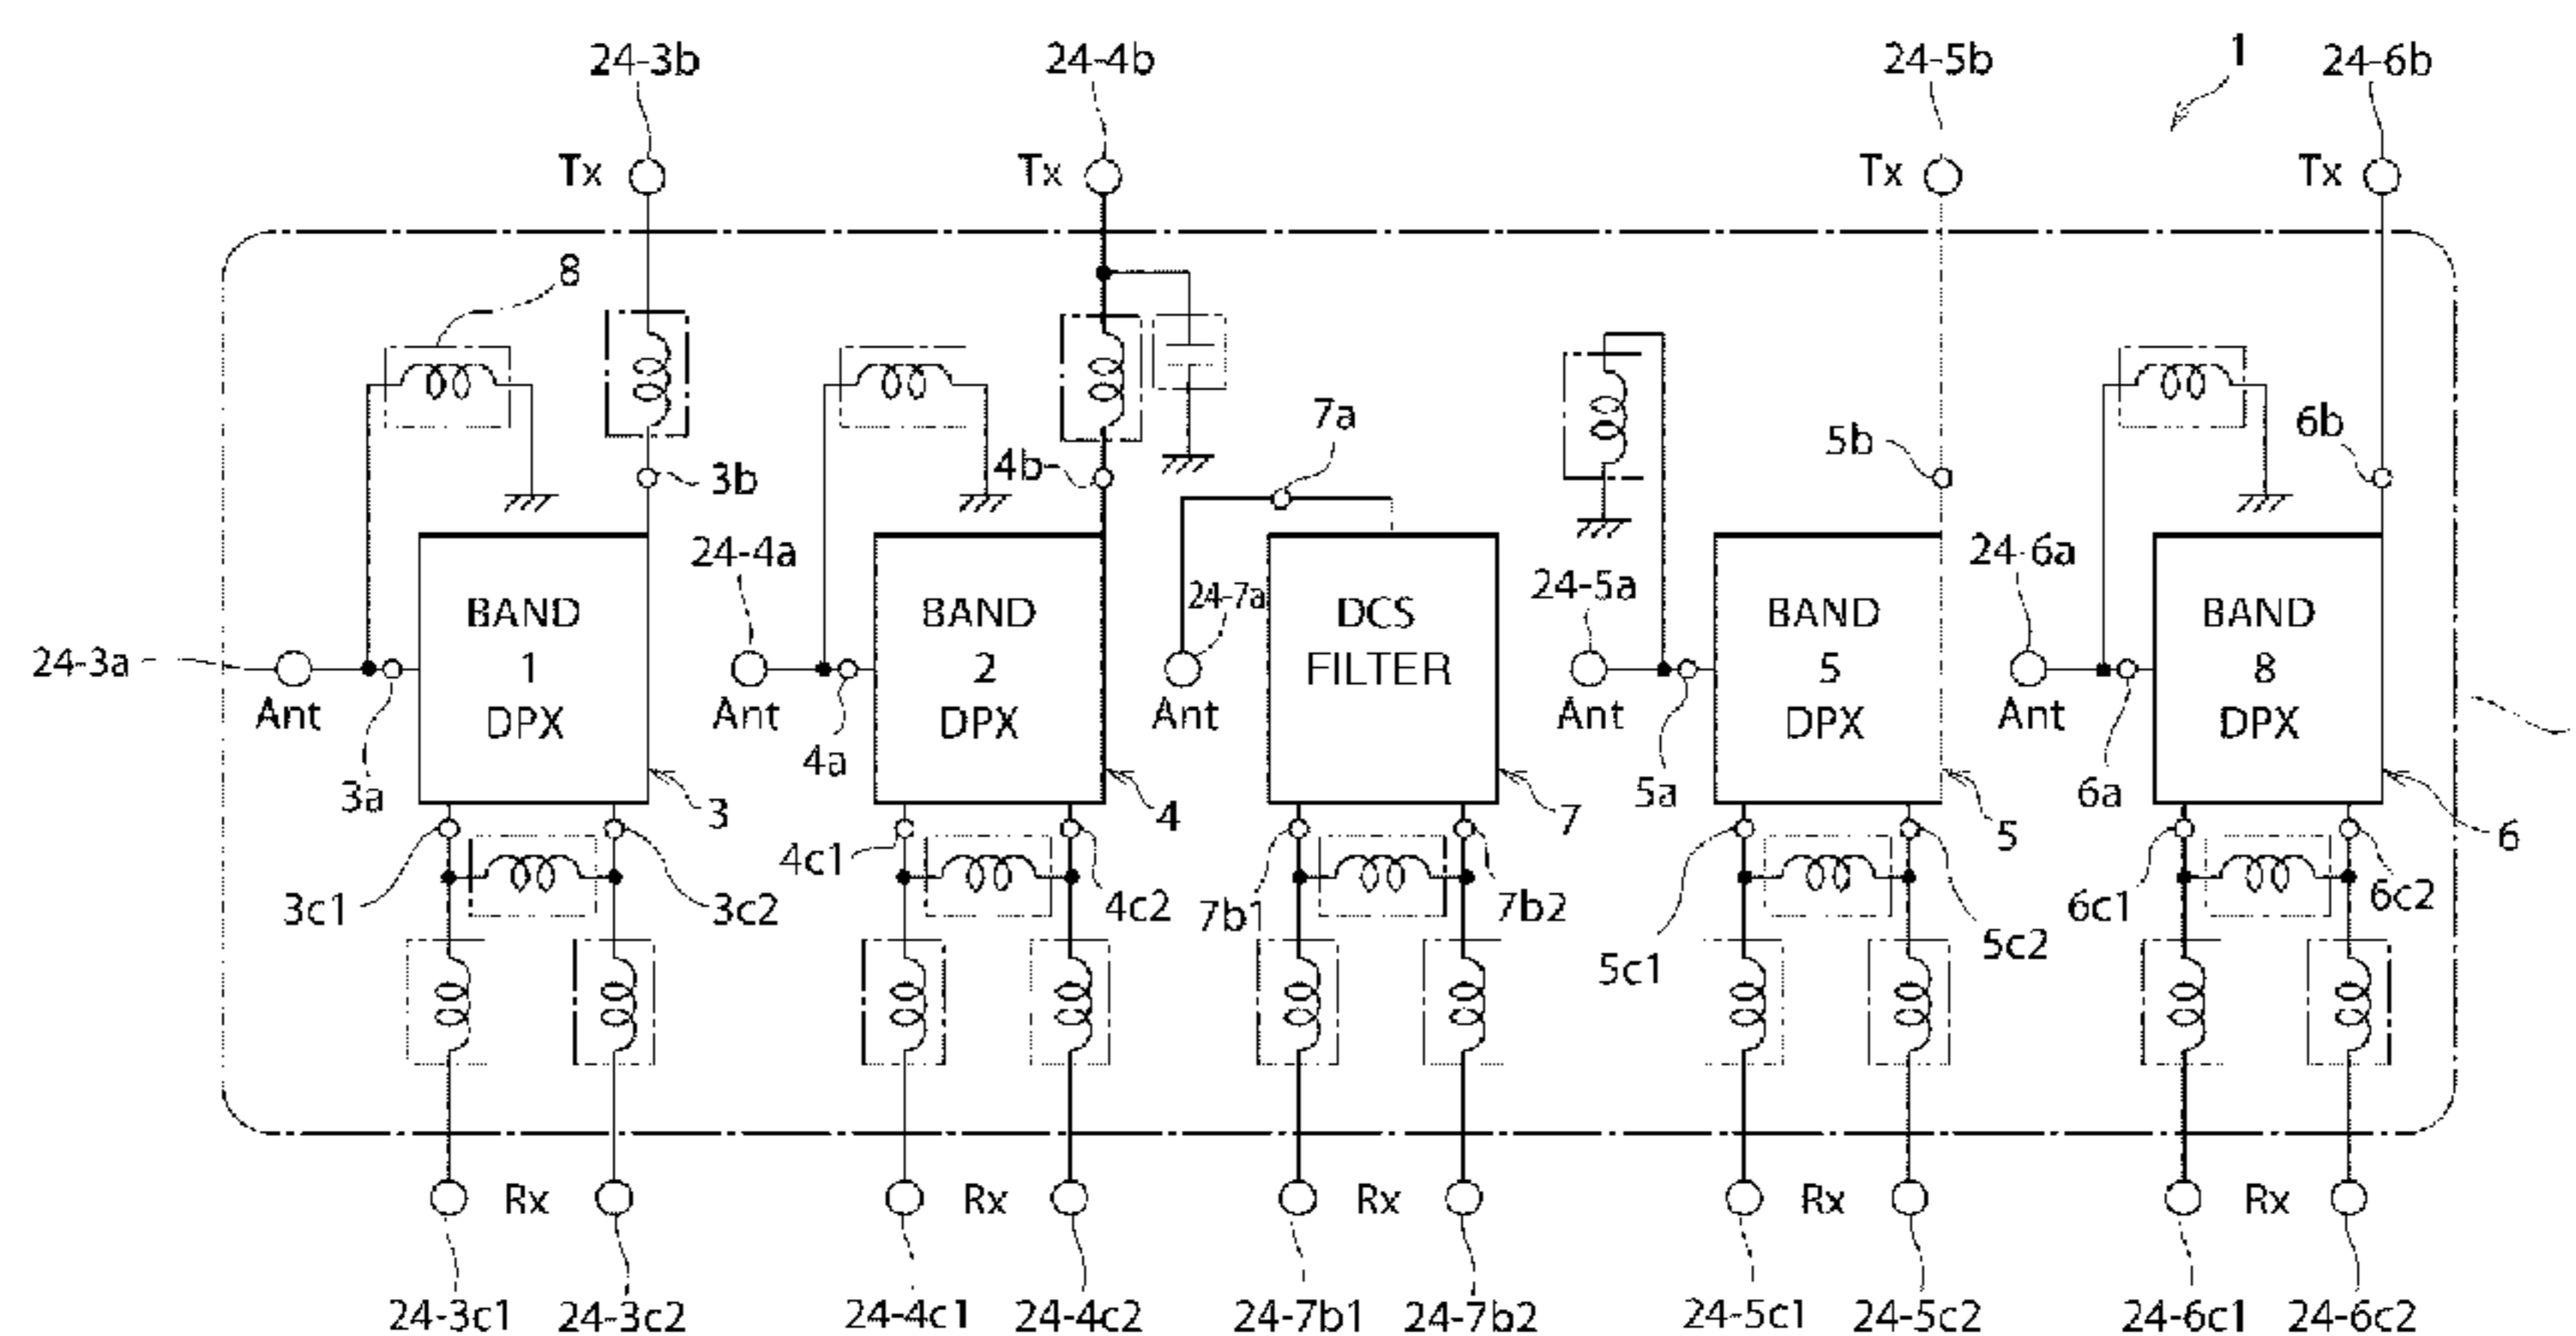 24-3b 24-4b 24-5b 1 24-6b
Tx Tx Tx Tx
8
7a
3b 4b 5b 6b
24-4a 24-7a 24-5a 24-6a
BAND
1
DPX
BAND
2
DPX
DCS
FILTER
BAND
5
DPX
BAND
8
DPX
24-3a
Ant Ant Ant Ant Ant
3a 4a 5a 6a
3 4 7 5 6
3c1 3c2 4c1 4c2 7b1 7b2 5c1 5c2 6c1 6c2
Rx Rx Rx Rx Rx
24-3c1 24-3c2 24-4c1 24-4c2 24-7b1 24-7b2 24-5c1 24-5c2 24-6c1 24-6c2